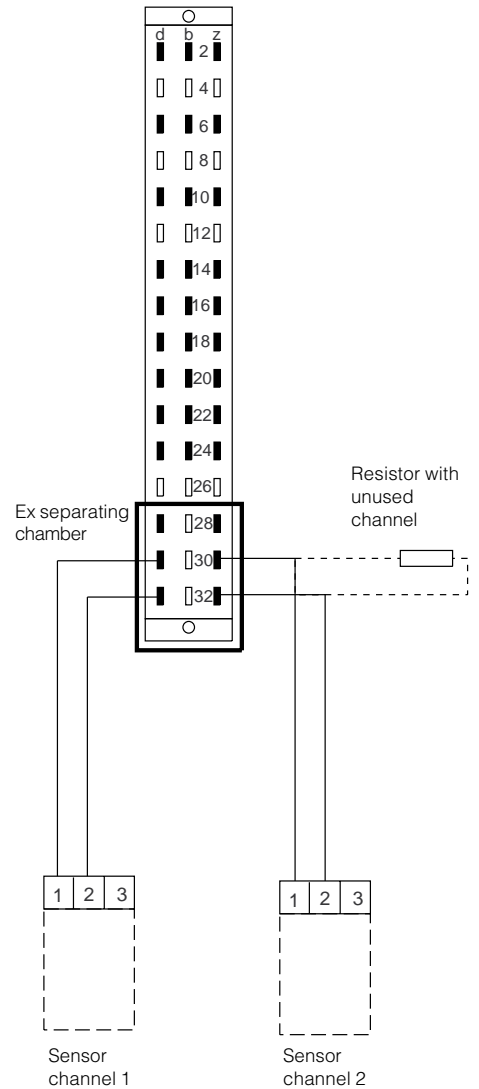 d b z
2
4
6
8
10
12
14
16
18
20
22
24
26
Resistor with
unused
channel
Ex separating
chamber
28
30
32
1 2 3
1 2 3
Sensor
channel 1
Sensor
channel 2